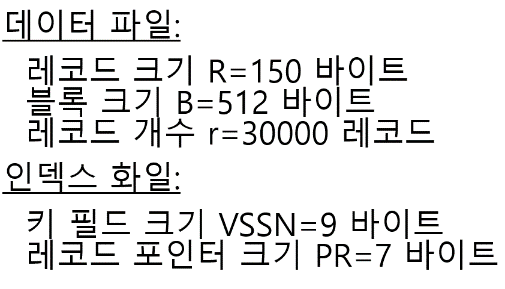 데이터 파일:
레코드 크기 R=150 바이트
블록 크기 B=512 바이트
레코드 개수 r=30000 레코드
인덱스 화일:
키 필드 크기 VSSN=9 바이트
레코드 포인터 크기 PR=7 바이트